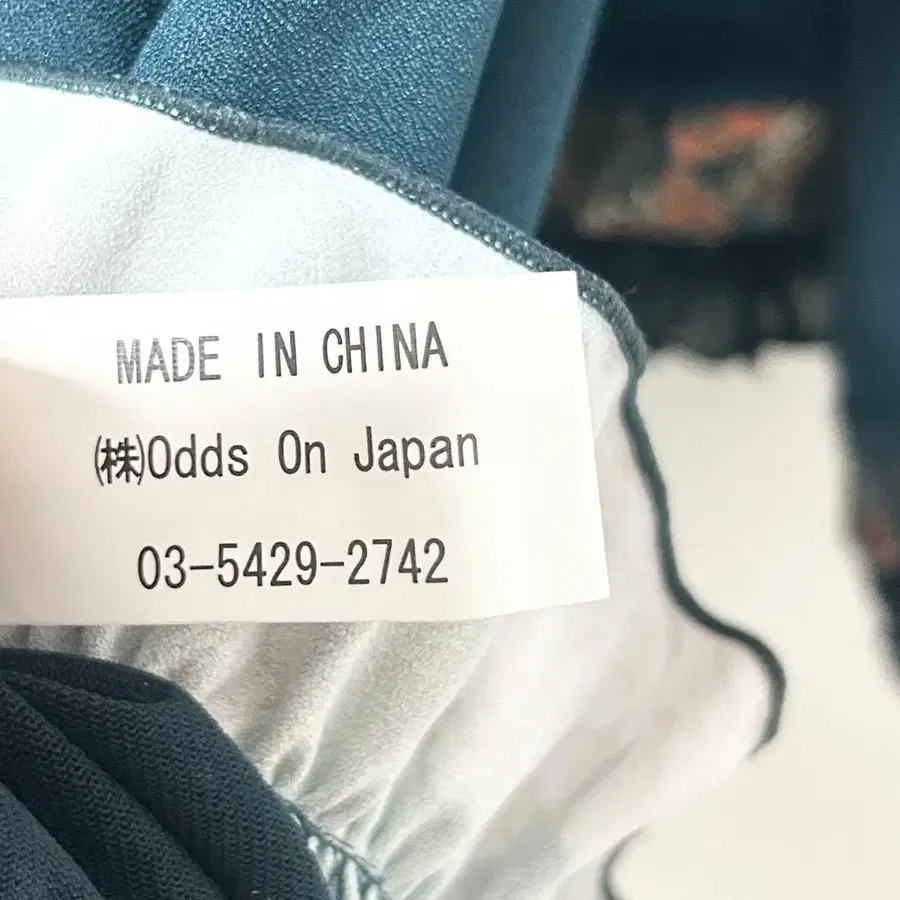 MADE IN CHINA
㈱Odds On Japan
03-5429-2742